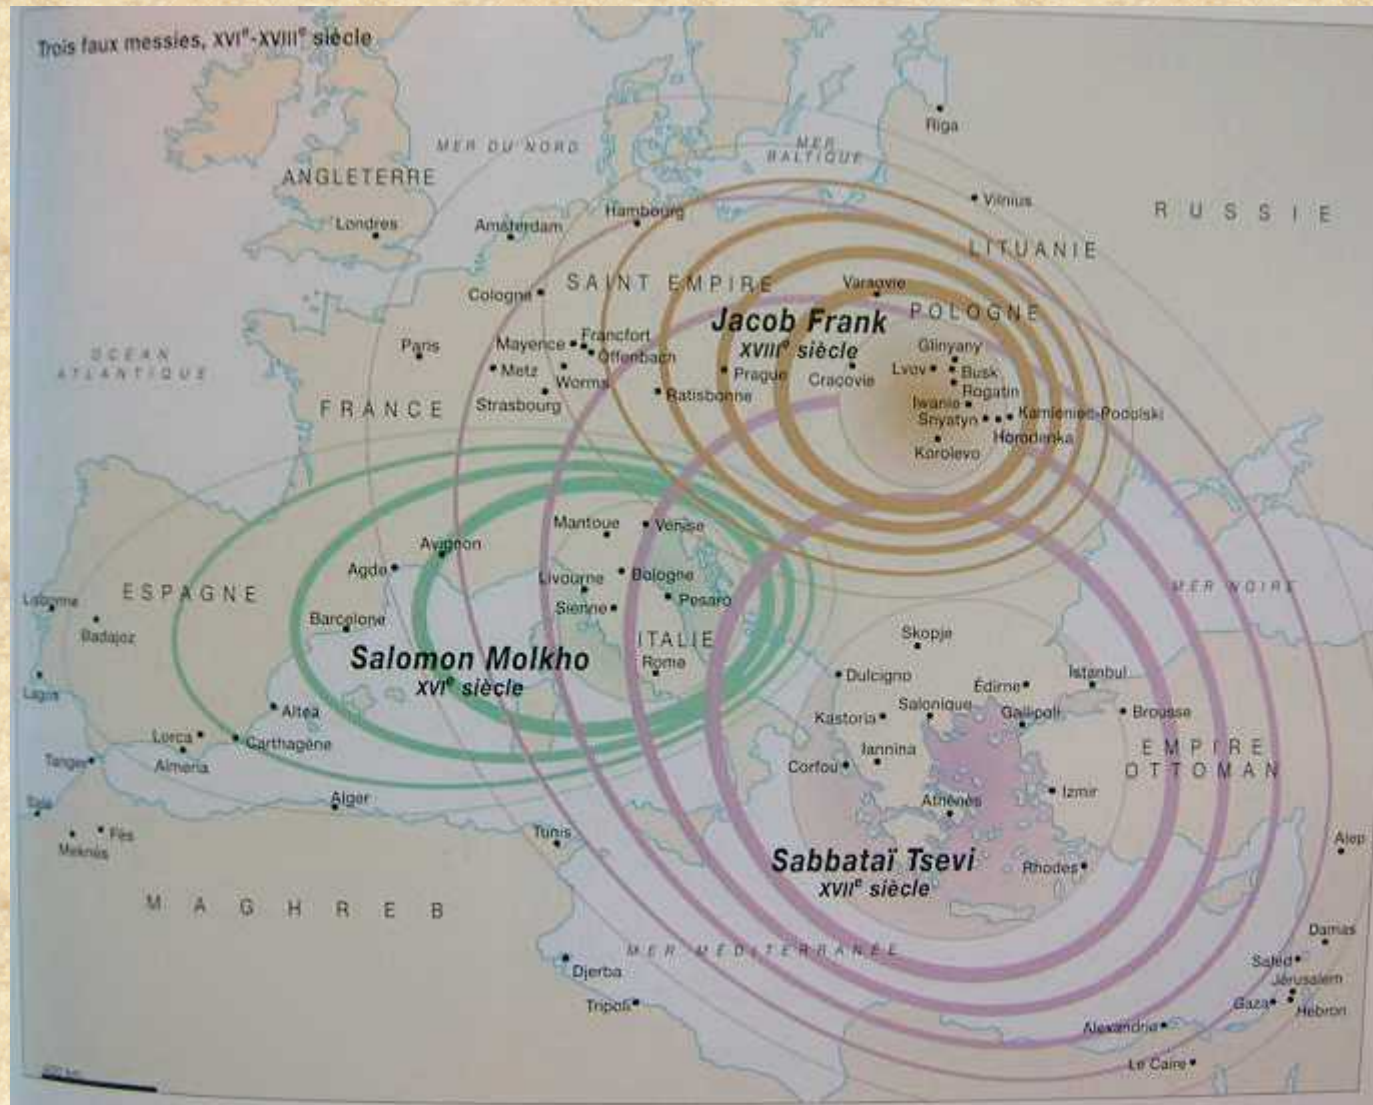 Trois faux messies, XVIe-XVIIIe siècle
Riga
MER DU NORD
MER
BALTIQUE
ANGLETERRE
Vilnius
RUSSIE
Londres
Amsterdam
Hambourg
LITUANIE
Cologne
SAINT EMPIRE
Varsovie
POLOGNE
Jacob Frank
XVIIIe siècle
OCÉAN
ATLANTIQUE
Paris
Mayence
Francfort
Offenbach
Metz
Worms
Strasbourg
Ratisbonne
Prague
Cracovie
Glinyany
Lvov
Busk
Rogatin
Iwanie
Snyatyn
Kamieniec-Podolski
Horodenka
Korolevo
FRANCE
Mantoue
Venise
Avignon
Agde
Livourne
Bologne
Sienne
Pesaro
ESPAGNE
MER NOIRE
Badajoz
Barcelone
ITALIE
Rome
Salomon Molkho
XVIe siècle
Skopje
Dulcigno
Édirne
Istanbul
Lagos
Altea
Kastoria
Salonique
Gallipoli
Brousse
Lorca
Carthagène
Almeria
Iannina
EMPIRE
OTTOMAN
Tanger
Corfou
Izmir
Alger
Athènes
Fès
Meknès
Tunis
Alep
Sabbataï Tsevi
XVIIe siècle
Rhodes
MAGHREB
MER MÉDITERRANÉE
Damas
Djerba
Safed
Jérusalem
Tripoli
Gaza
Hébron
Alexandrie
Le Caire